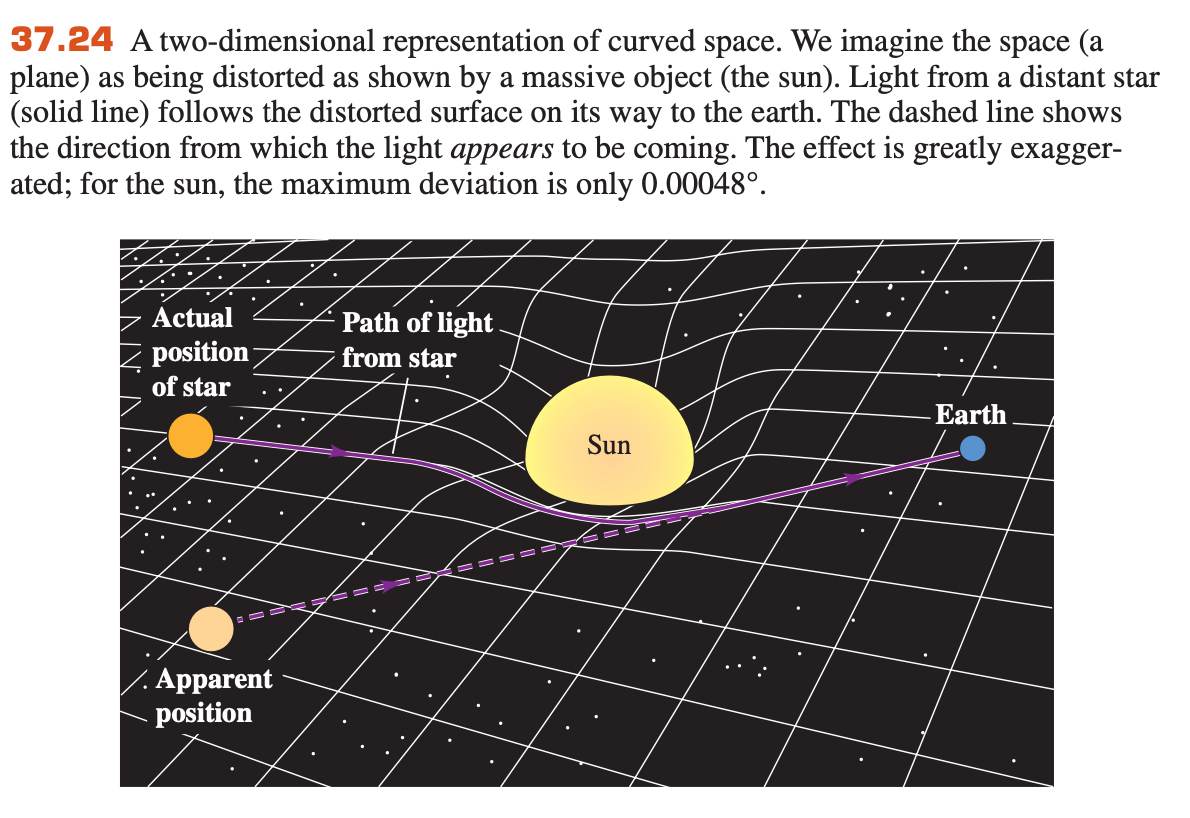 37.24 A two-dimensional representation of curved space. We imagine the space (a
plane) as being distorted as shown by a massive object (the sun). Light from a distant star
(solid line) follows the distorted surface on its way to the earth. The dashed line shows
the direction from which the light appears to be coming. The effect is greatly exagger-
ated; for the sun, the maximum deviation is only 0.00048°.
Actual
position
of star
Path of light
from star
Sun
Earth
Apparent
position